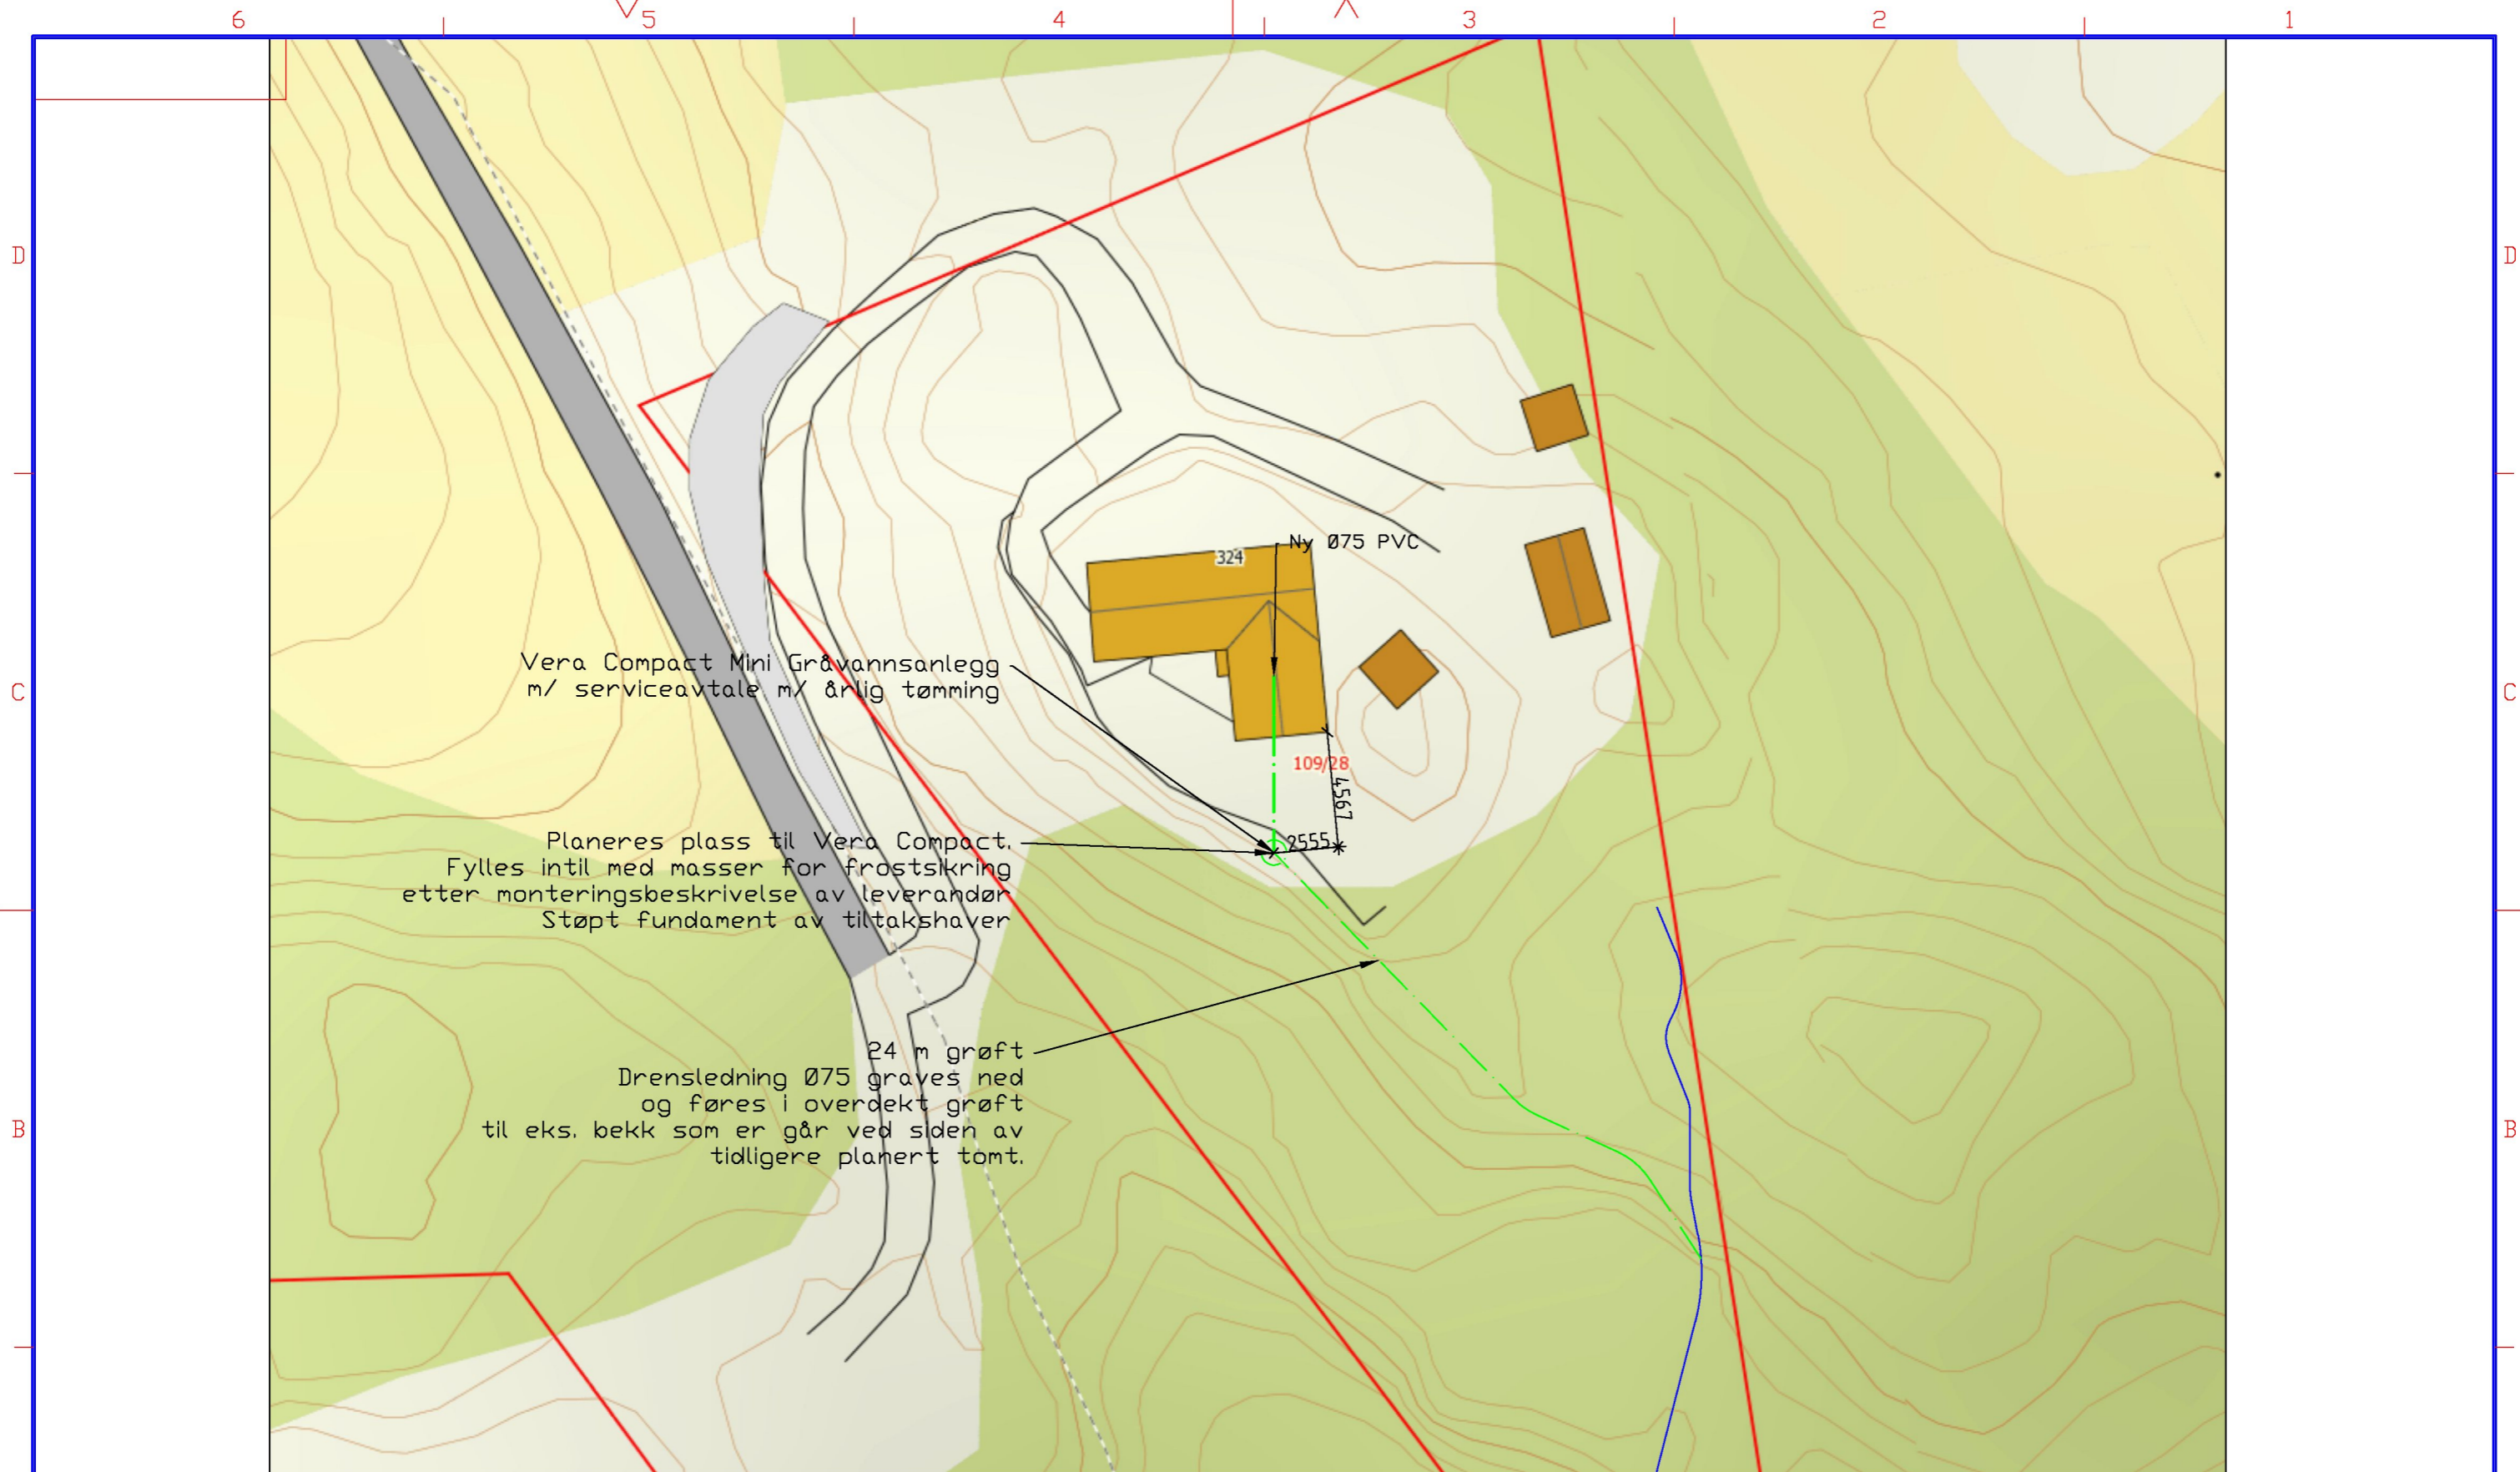 6 5 4 3 2 1
D D
324
Ny Ø75 PVC
Vera Compact Mini Gråvannsanlegg
m/ serviceavtale m/ årlig tømming
C C
109/28
4567
2555
Planeres plass til Vera Compact.
Fylles intil med masser for frostsikring
etter monteringsbeskrivelse av leverandør
Støpt fundament av tiltakshaver
24 m grøft
Drensledning Ø75 graves ned
og føres i overdekt grøft
til eks. bekk som er går ved siden av
tidligere planert tomt.
B B